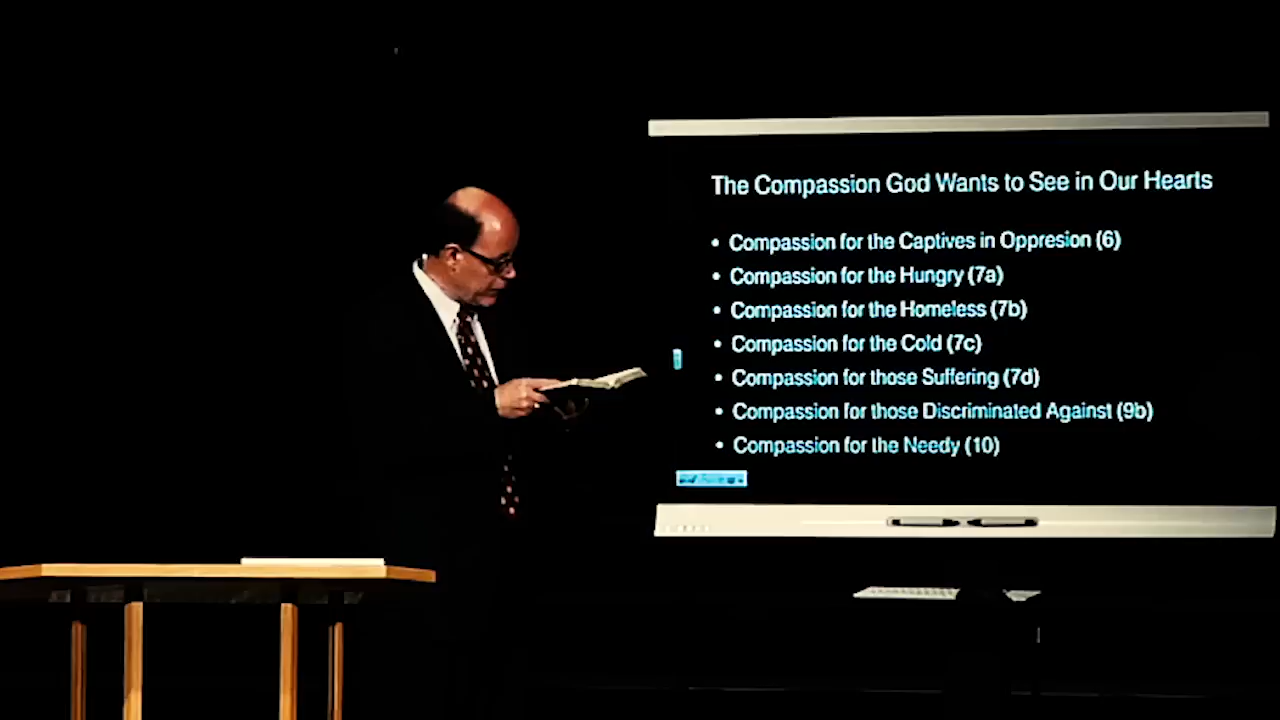 The Compassion God Wants to See in Our Hearts
• Compassion for the Captives in Oppresion (6)
• Compassion for the Hungry (7a)
• Compassion for the Homeless (7b)
• Compassion for the Cold (7c)
• Compassion for those Suffering (7d)
• Compassion for those Discriminated Against (9b)
• Compassion for the Needy (10)